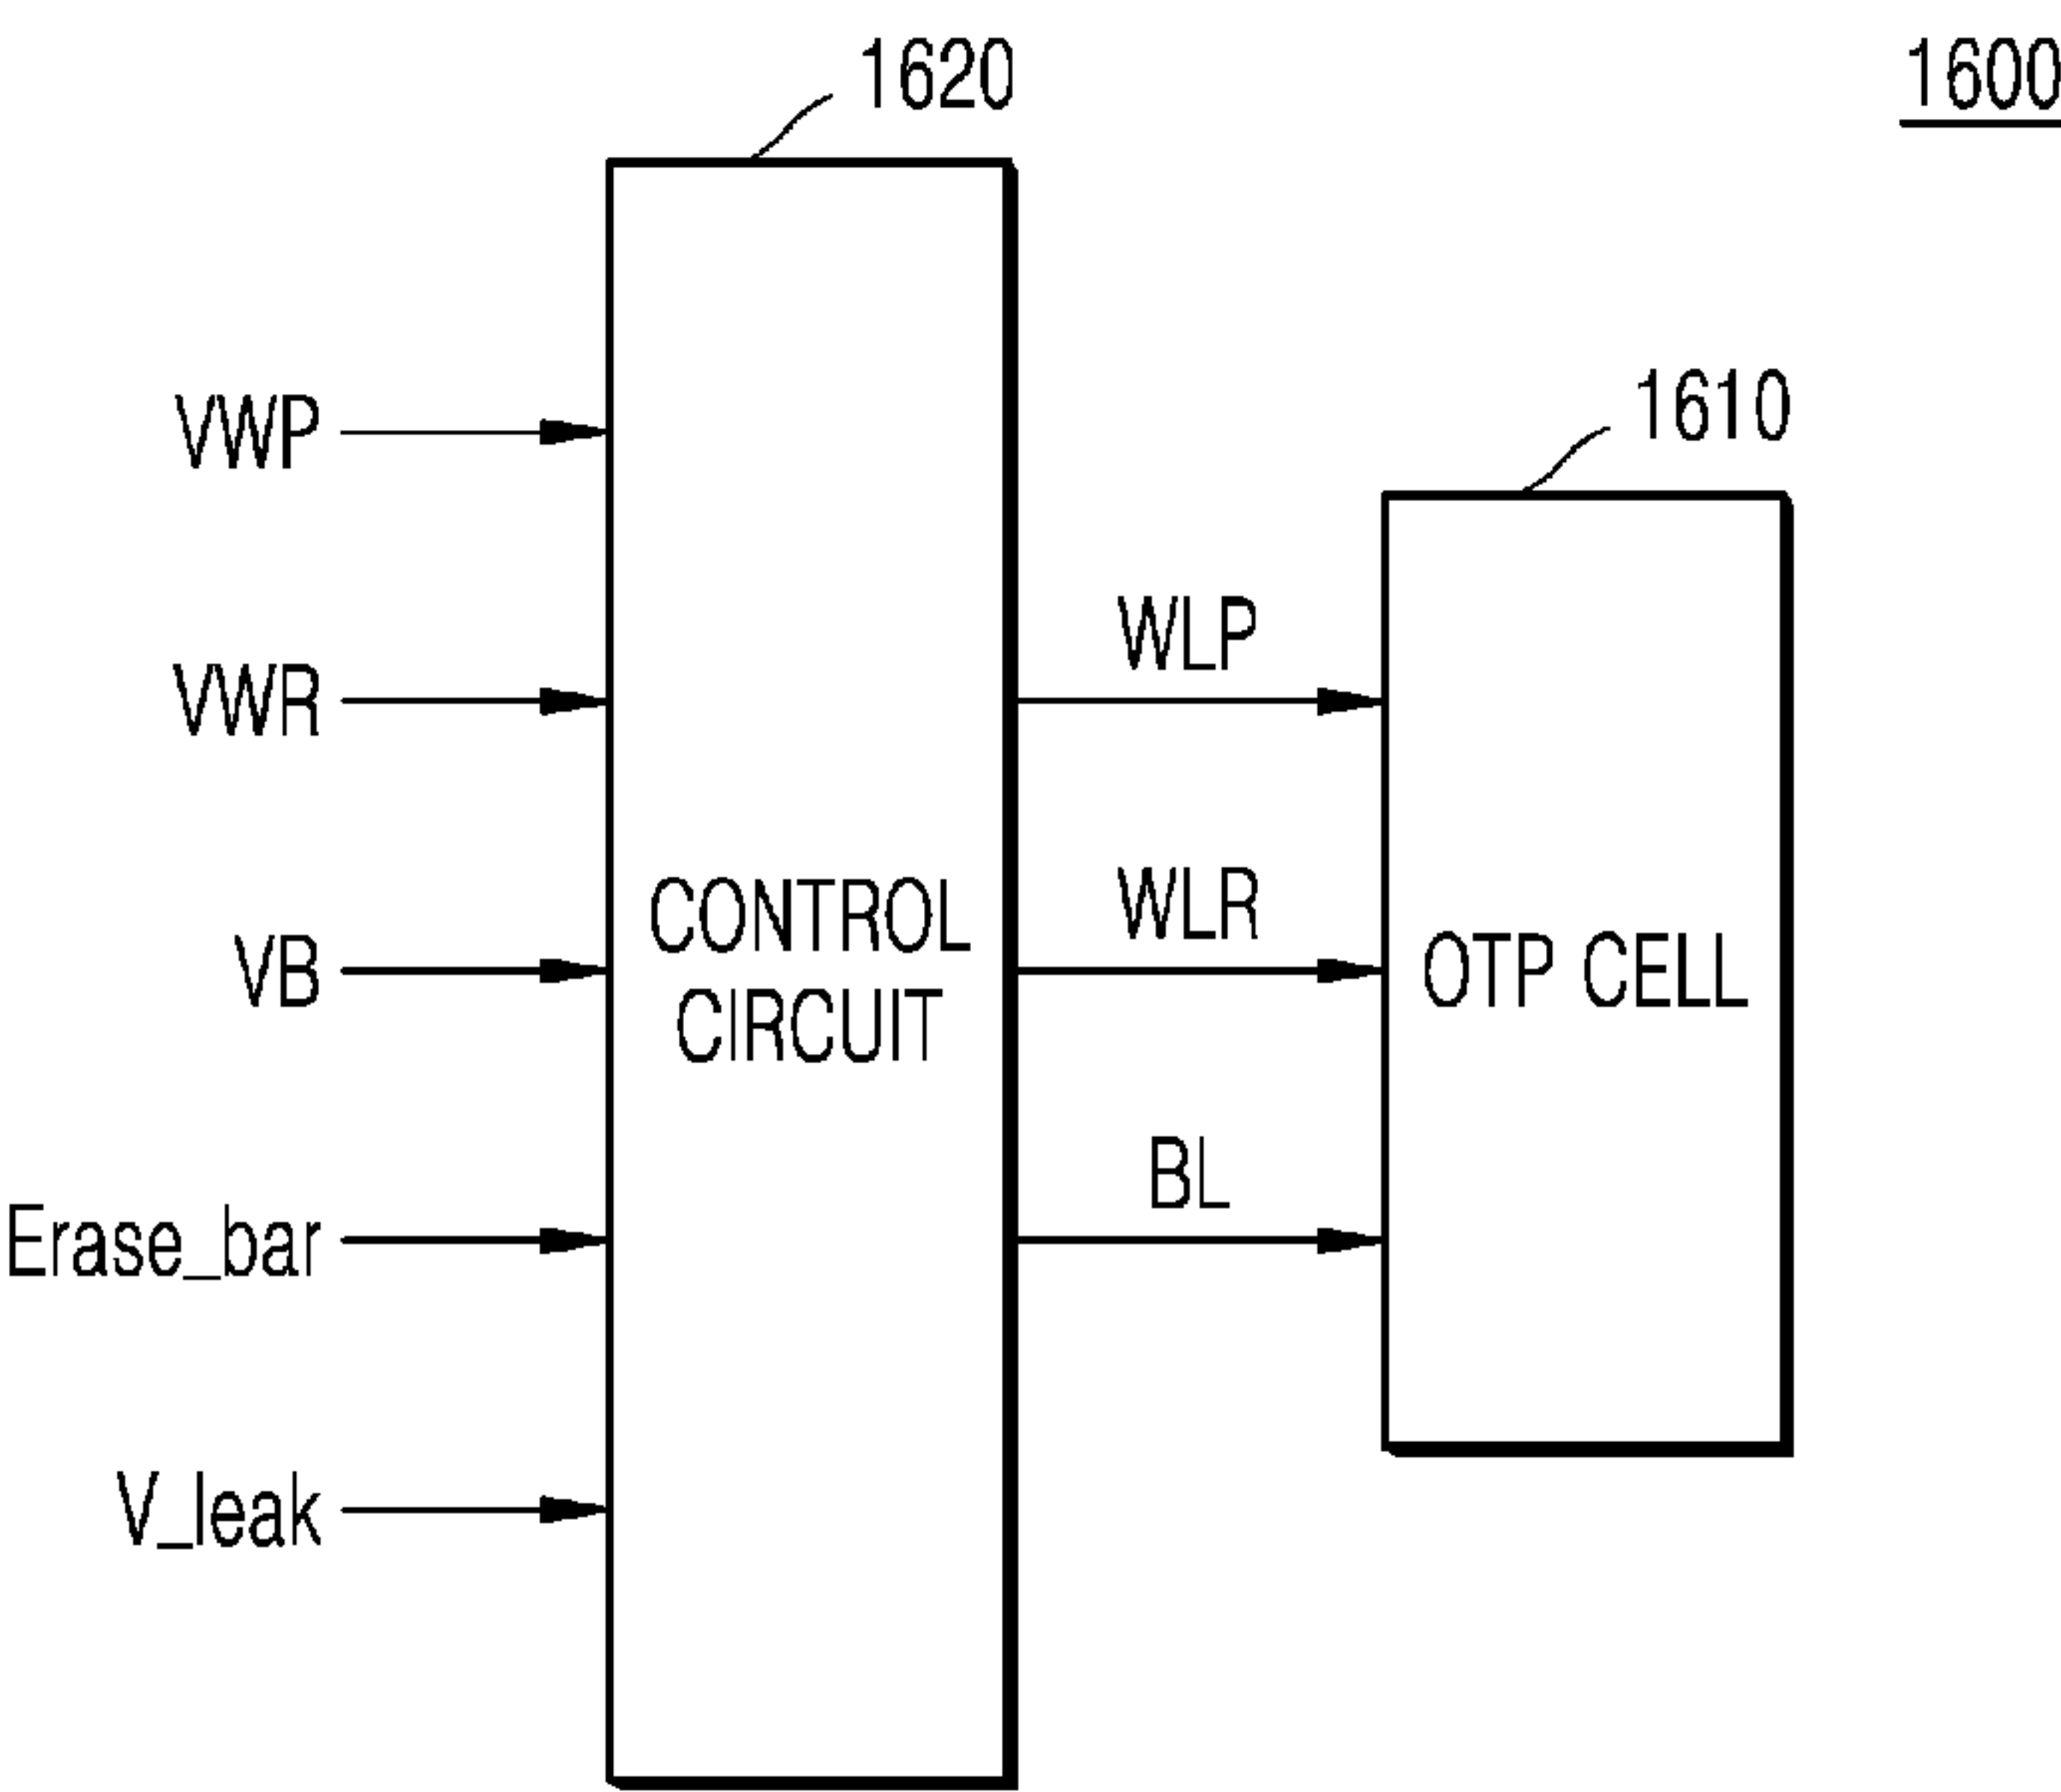 1620
1600
VWP
1610
WLP
VWR
WLR
VB
CONTROL
CIRCUIT
OTP CELL
BL
Erase_bar
V_leak